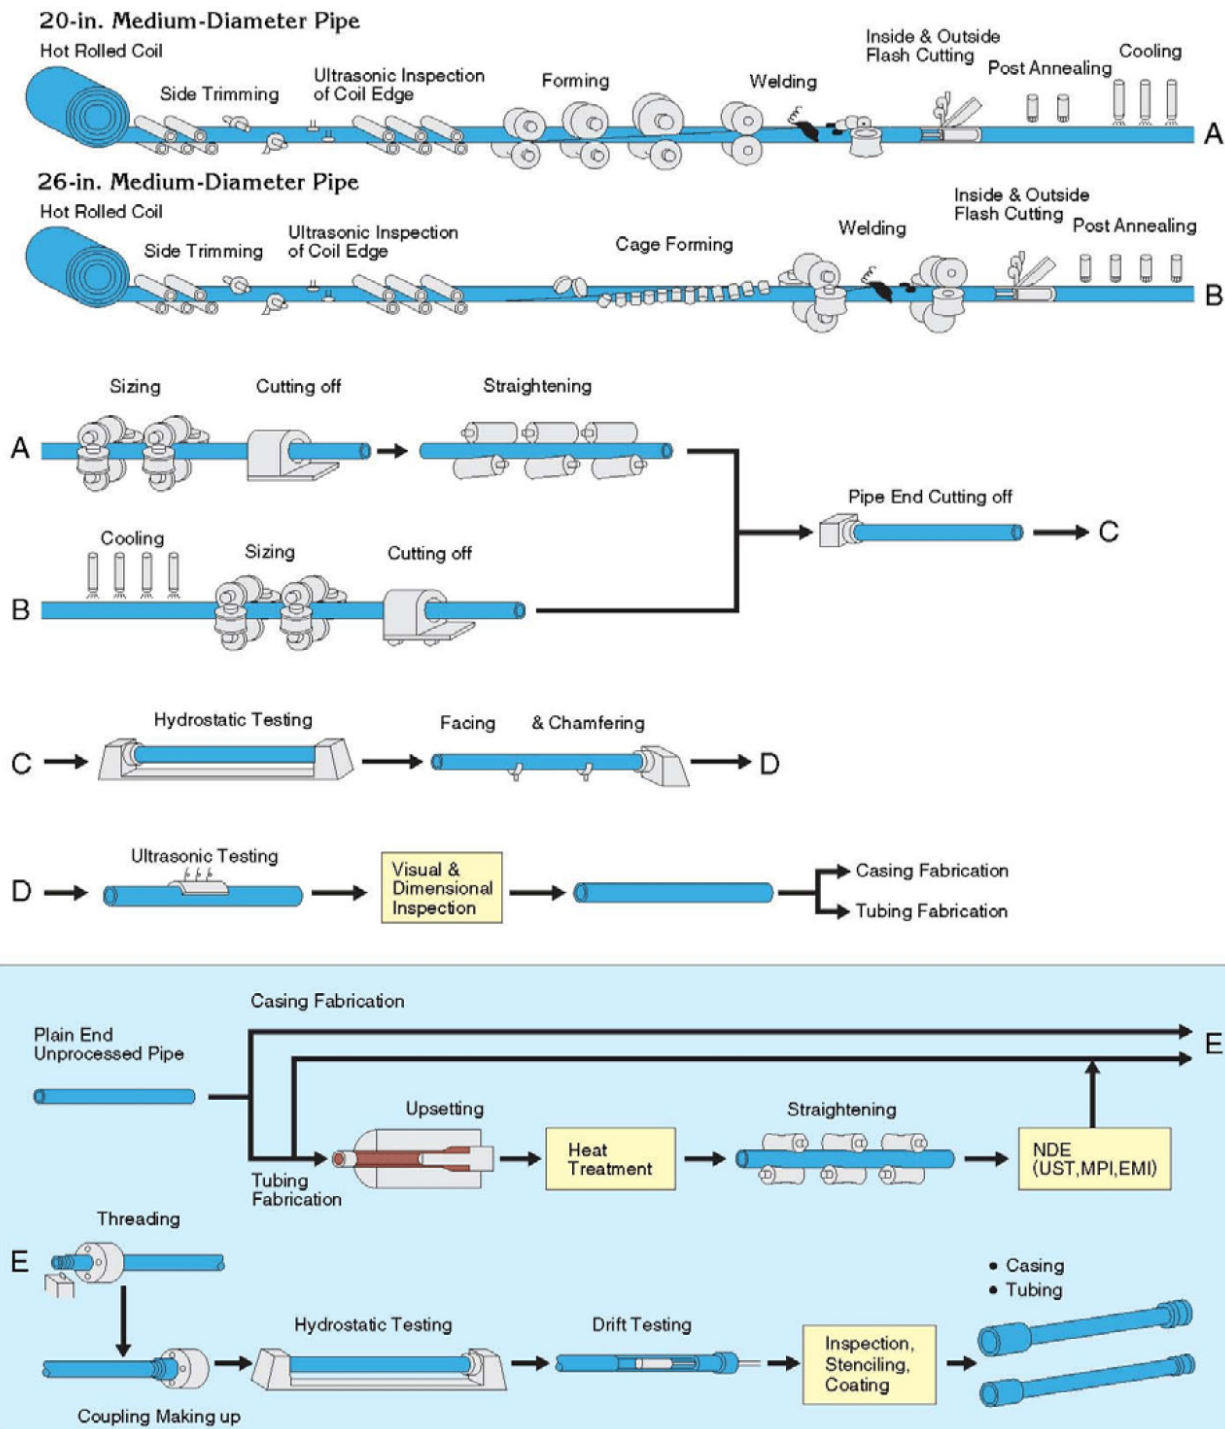 20-in. Medium-Diameter Pipe
Hot Rolled Coil
Side Trimming
Ultrasonic Inspection
of Coil Edge
Forming
Welding
Inside & Outside
Flash Cutting
Post Annealing
Cooling
A
26-in. Medium-Diameter Pipe
Hot Rolled Coil
Side Trimming
Ultrasonic Inspection
of Coil Edge
Cage Forming
Welding
Inside & Outside
Flash Cutting
Post Annealing
B
A
Sizing
Cutting off
Straightening
Pipe End Cutting off
C
B
Cooling
Sizing
Cutting off
C
Hydrostatic Testing
Facing & Chamfering
D
D
Ultrasonic Testing
Visual &
Dimensional
Inspection
Casing Fabrication
Tubing Fabrication
Casing Fabrication
Plain End
Unprocessed Pipe
E
Tubing
Fabrication
Upsetting
Heat
Treatment
Straightening
NDE
(UST,MPI,EMI)
E
Threading
Coupling Making up
Hydrostatic Testing
Drift Testing
Inspection,
Stenciling,
Coating
• Casing
• Tubing